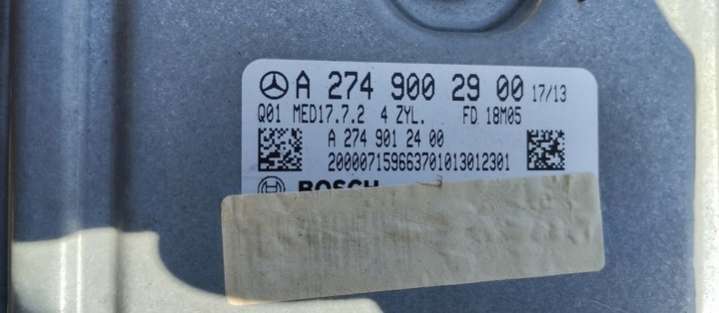 A 274 900 29 00 17/13
Q01 MED17.7.2 4 ZYL. FD 18M05
A 274 901 24 00
200007159663701013012301
BOSCH